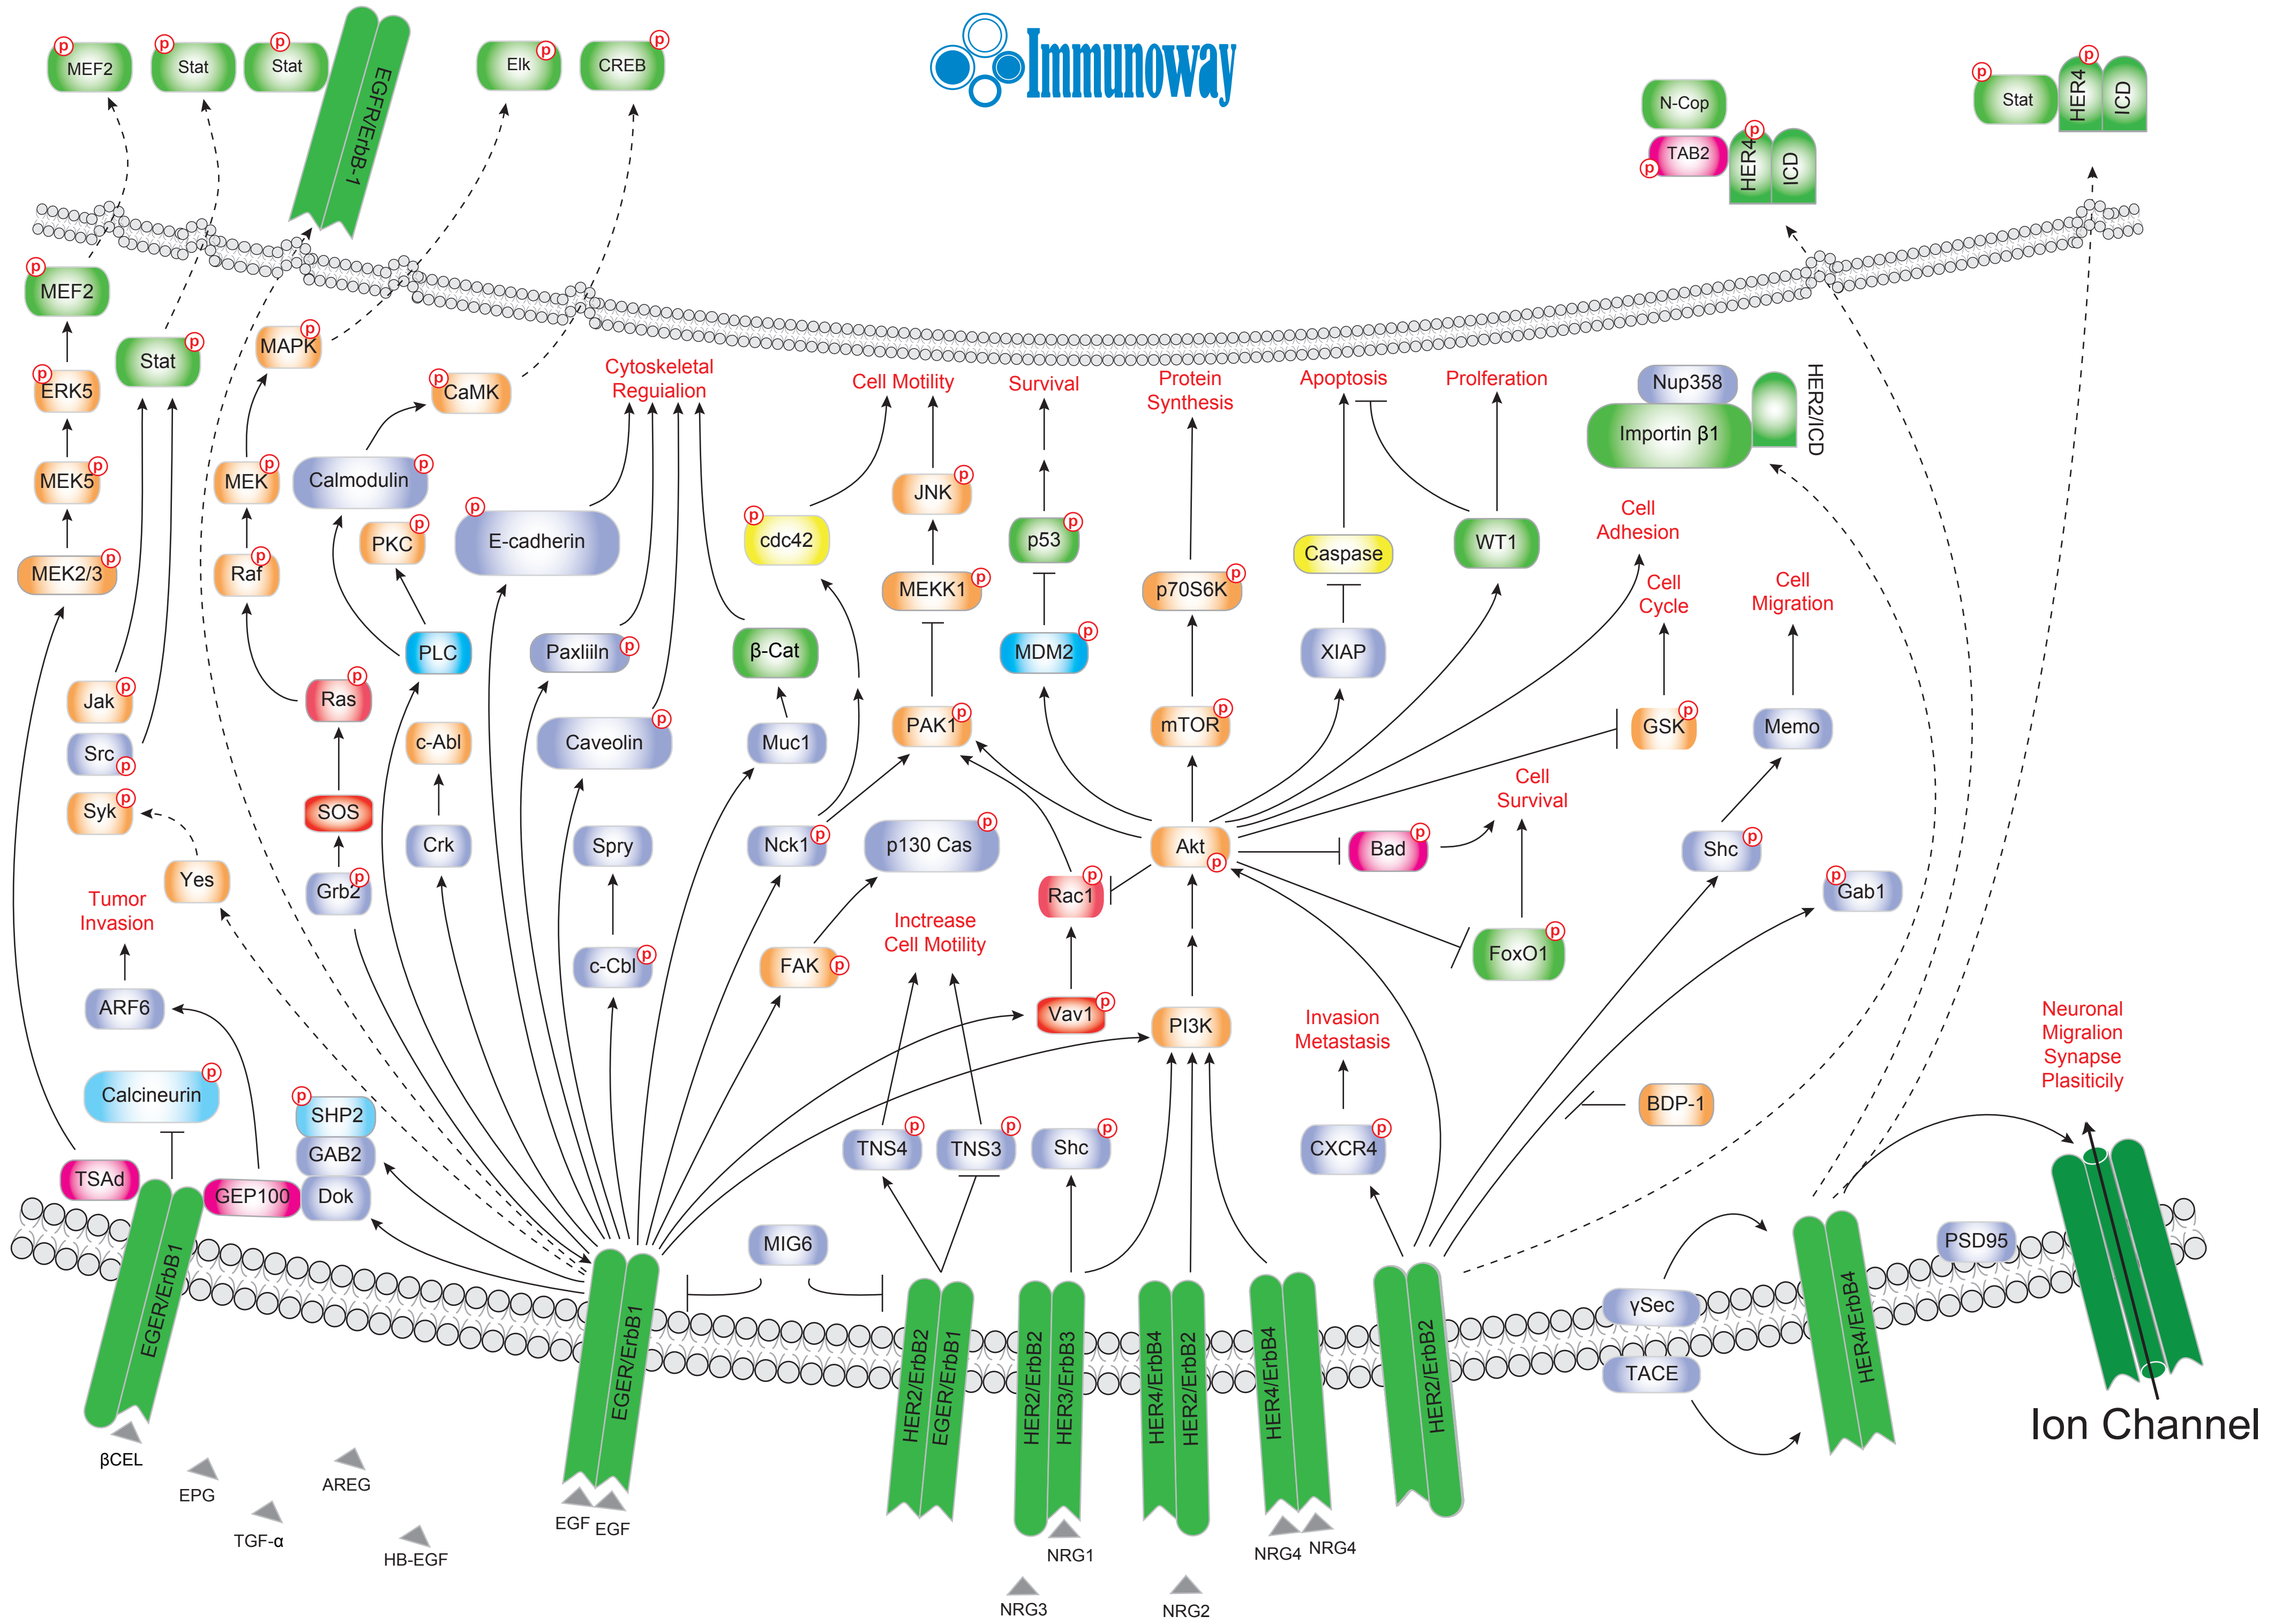 Immunoway
MEF2
Stat
Stat
EGFR/ErbB-1
Elk
CREB
N-Cop
TAB2
HER4
ICD
Stat
HER4
ICD
p
p
p
p
p
p
p
p
p
MEF2
p
Stat
p
MAPK
p
ERK5
p
CaMK
p
Cytoskeletal
Reguialion
Cell Motility
Survival
Protein
Synthesis
Apoptosis
Prolferation
Nup358
Importin β1
HER2/ICD
MEK5
p
MEK
p
Calmodulin
p
JNK
p
PKC
p
E-cadherin
p
cdc42
p
p53
p
Caspase
WT1
Cell
Adhesion
MEK2/3
p
Raf
p
MEKK1
p
p70S6K
p
Cell
Cycle
Cell
Migration
PLC
Paxliiln
p
β-Cat
MDM2
p
XIAP
Jak
p
Ras
p
Src
p
c-Abl
Caveolin
p
Muc1
PAK1
p
mTOR
p
GSK
p
Memo
Syk
p
SOS
Crk
Spry
Nck1
p
p130 Cas
p
Akt
p
Bad
p
Cell
Survival
Shc
p
Yes
Grb2
p
Rac1
p
Gab1
p
Tumor
Invasion
Inctrease
Cell Motility
c-Cbl
p
FAK
p
FoxO1
p
ARF6
Vav1
p
PI3K
Invasion
Metastasis
Neuronal
Migralion
Synapse
Plasiticily
Calcineurin
p
SHP2
p
GAB2
Dok
TSAd
GEP100
TNS4
p
TNS3
p
Shc
p
CXCR4
p
BDP-1
MIG6
PSD95
γSec
TACE
EGER/ErbB1
EGER/ErbB1
HER2/ErbB2
EGER/ErbB1
HER2/ErbB2
HER3/ErbB3
HER4/ErbB4
HER2/ErbB2
HER4/ErbB4
HER2/ErbB2
HER4/ErbB4
Ion Channel
βCEL
EPG
AREG
TGF-α
HB-EGF
EGF
EGF
NRG1
NRG4
NRG4
NRG3
NRG2